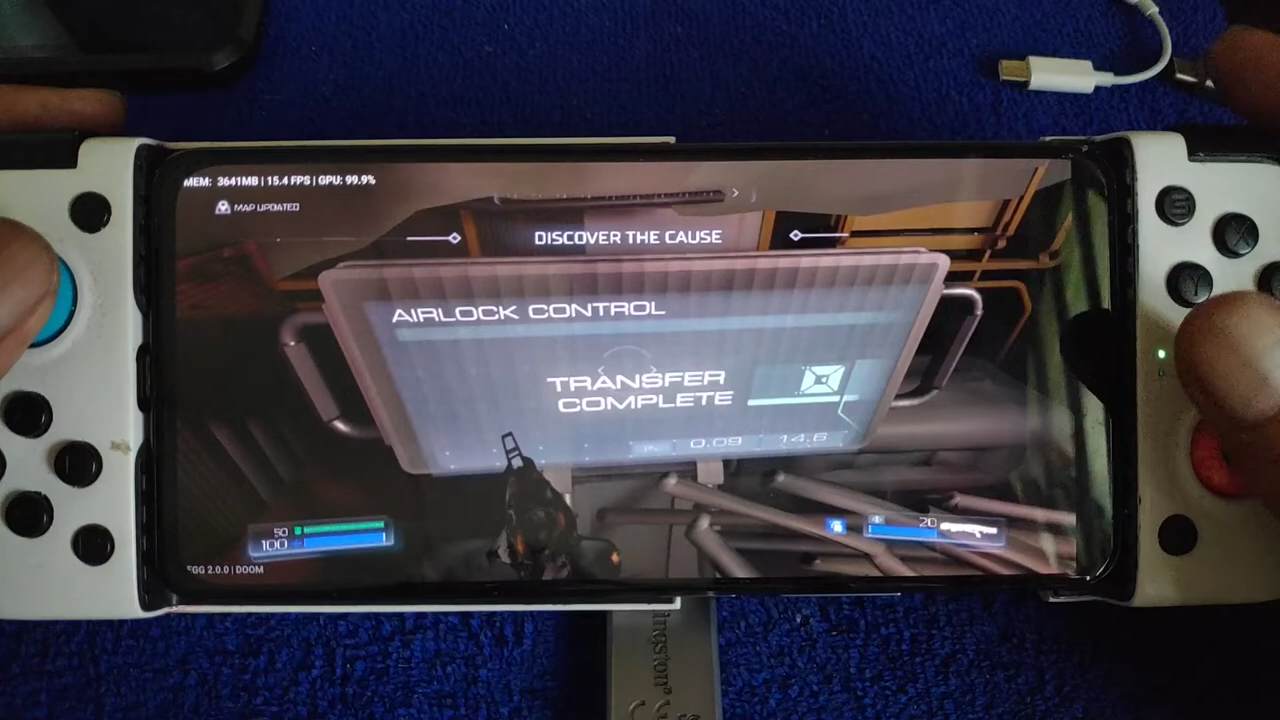 MEM: 3641MB | 15.4 FPS | GPU: 99.9%
MAP UPDATED
DISCOVER THE CAUSE
AIRLOCK CONTROL
TRANSFER
COMPLETE
0.09 14.6
50
100
20
EGG 2.0.0 | DOOM
X
Y